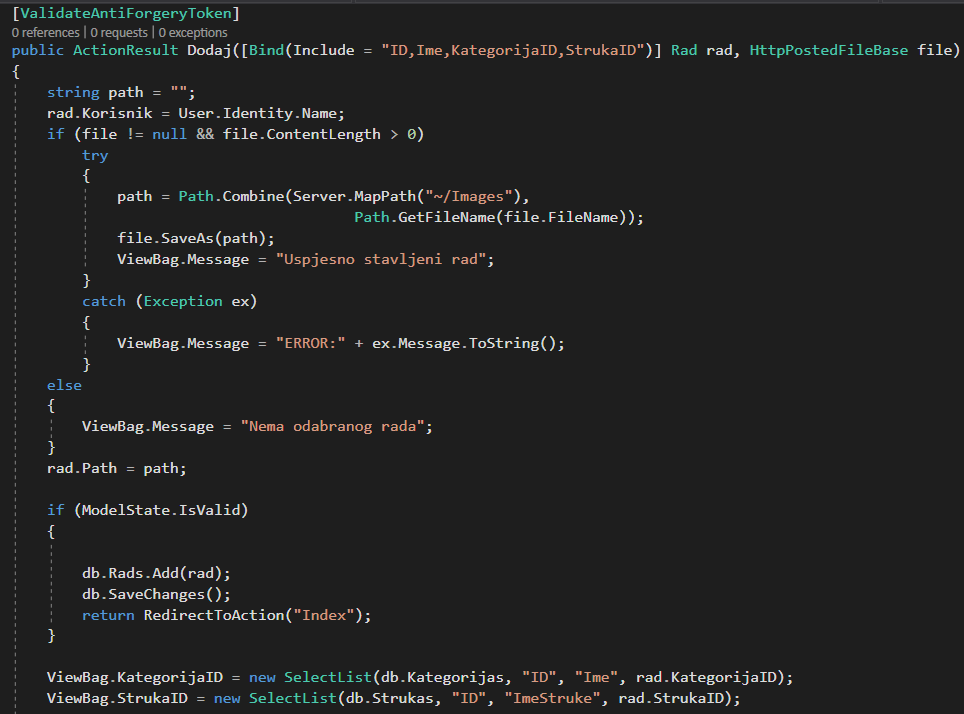 [ValidateAntiForgeryToken]
0 references | 0 requests | 0 exceptions
public ActionResult Dodaj([Bind(Include = "ID,Ime,KategorijaID,StrukaID")] Rad rad, HttpPostedFileBase file)
{
string path = "";
rad.Korisnik = User.Identity.Name;
if (file != null && file.ContentLength > 0)
try
{
path = Path.Combine(Server.MapPath("~/Images"),
Path.GetFileName(file.FileName));
file.SaveAs(path);
ViewBag.Message = "Uspjesno stavljeni rad";
}
catch (Exception ex)
{
ViewBag.Message = "ERROR:" + ex.Message.ToString();
}
else
{
ViewBag.Message = "Nema odabranog rada";
}
rad.Path = path;
if (ModelState.IsValid)
{
db.Rads.Add(rad);
db.SaveChanges();
return RedirectToAction("Index");
}
ViewBag.KategorijaID = new SelectList(db.Kategorijas, "ID", "Ime", rad.KategorijaID);
ViewBag.StrukaID = new SelectList(db.Strukas, "ID", "ImeStruke", rad.StrukaID);